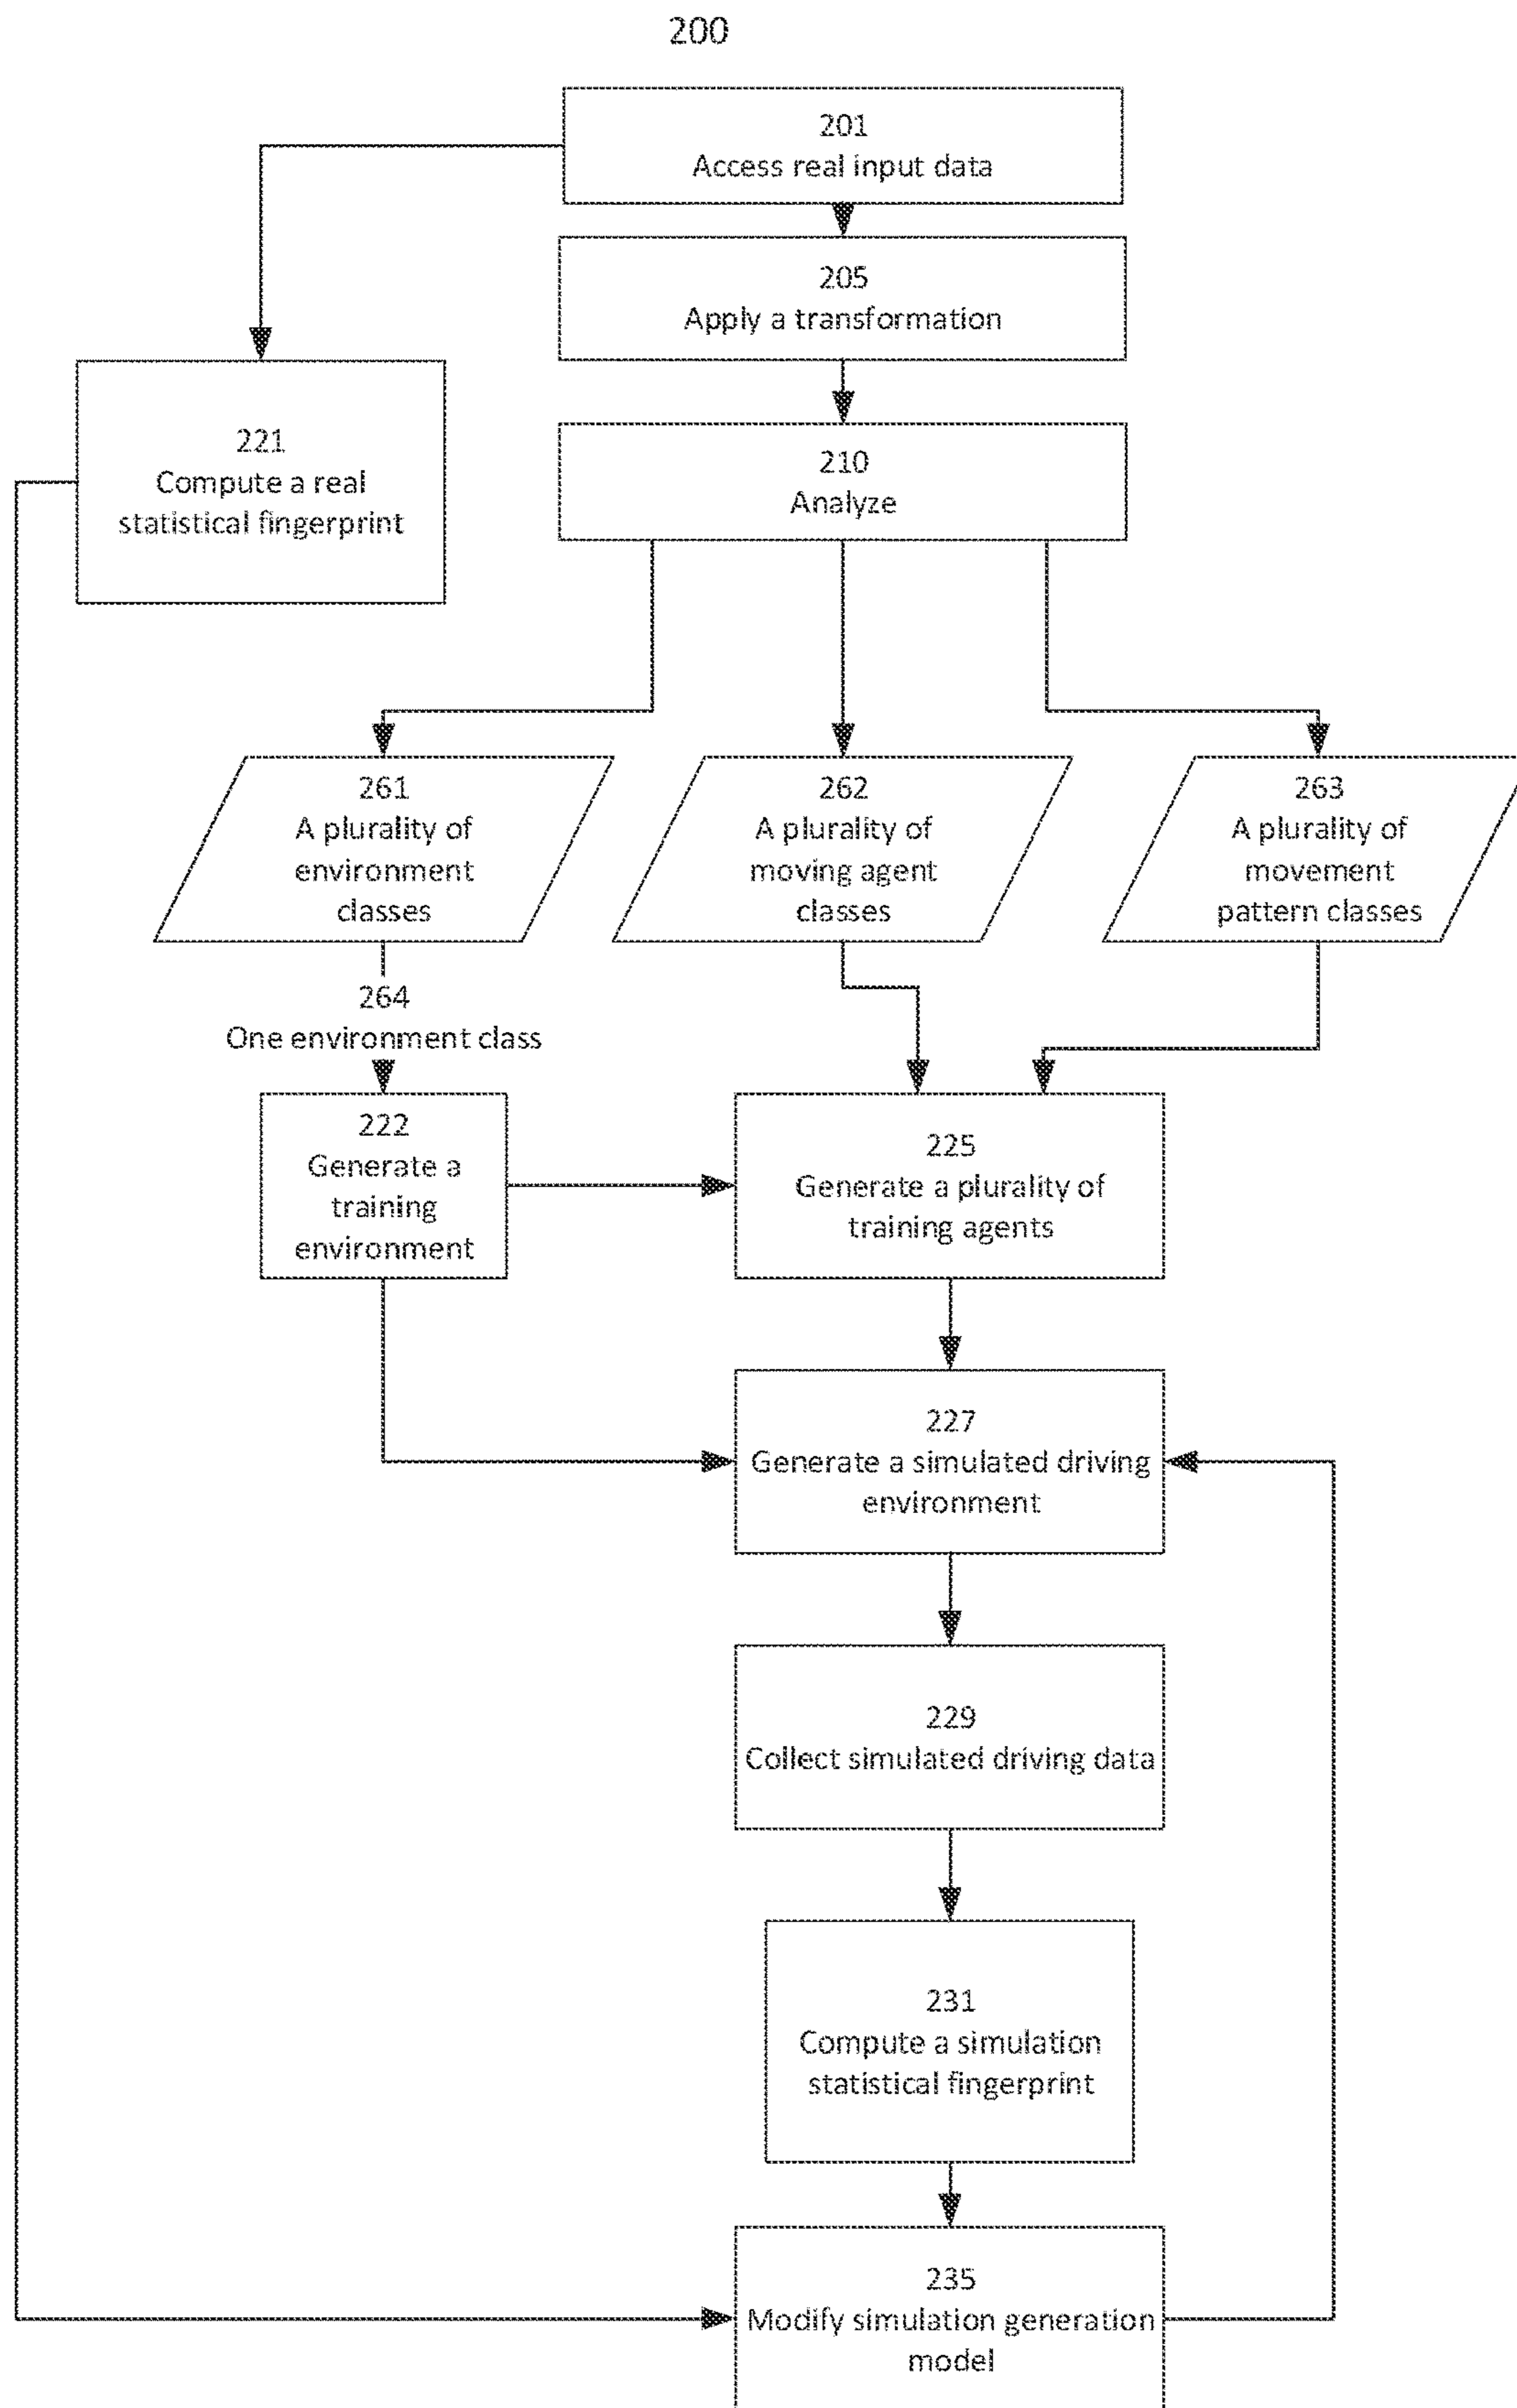 200
201
Access real input data
205
Apply a transformation
221
Compute a real
statistical fingerprint
210
Analyze
261
A plurality of
environment
classes
262
A plurality of
moving agent
classes
263
A plurality of
movement
pattern classes
264
One environment class
222
Generate a
training
environment
225
Generate a plurality of
training agents
227
Generate a simulated driving
environment
229
Collect simulated driving data
231
Compute a simulation
statistical fingerprint
235
Modify simulation generation
model